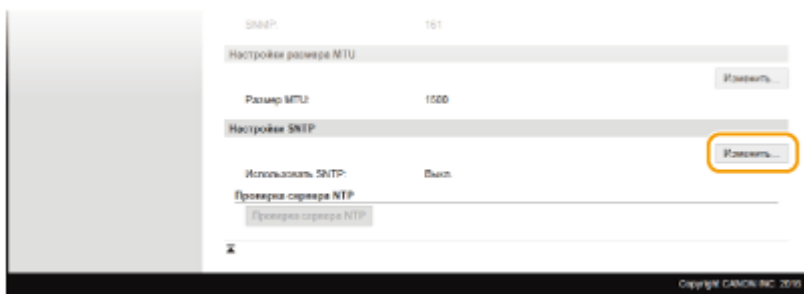 SNMP: 161
Настройки размера MTU
Изменить...
Размер MTU: 1500
Настройки SNTP
Изменить...
Использовать SNTP: Выкл.
Проверка сервера NTP
Проверка сервера NTP
Copyright CANON INC. 2016